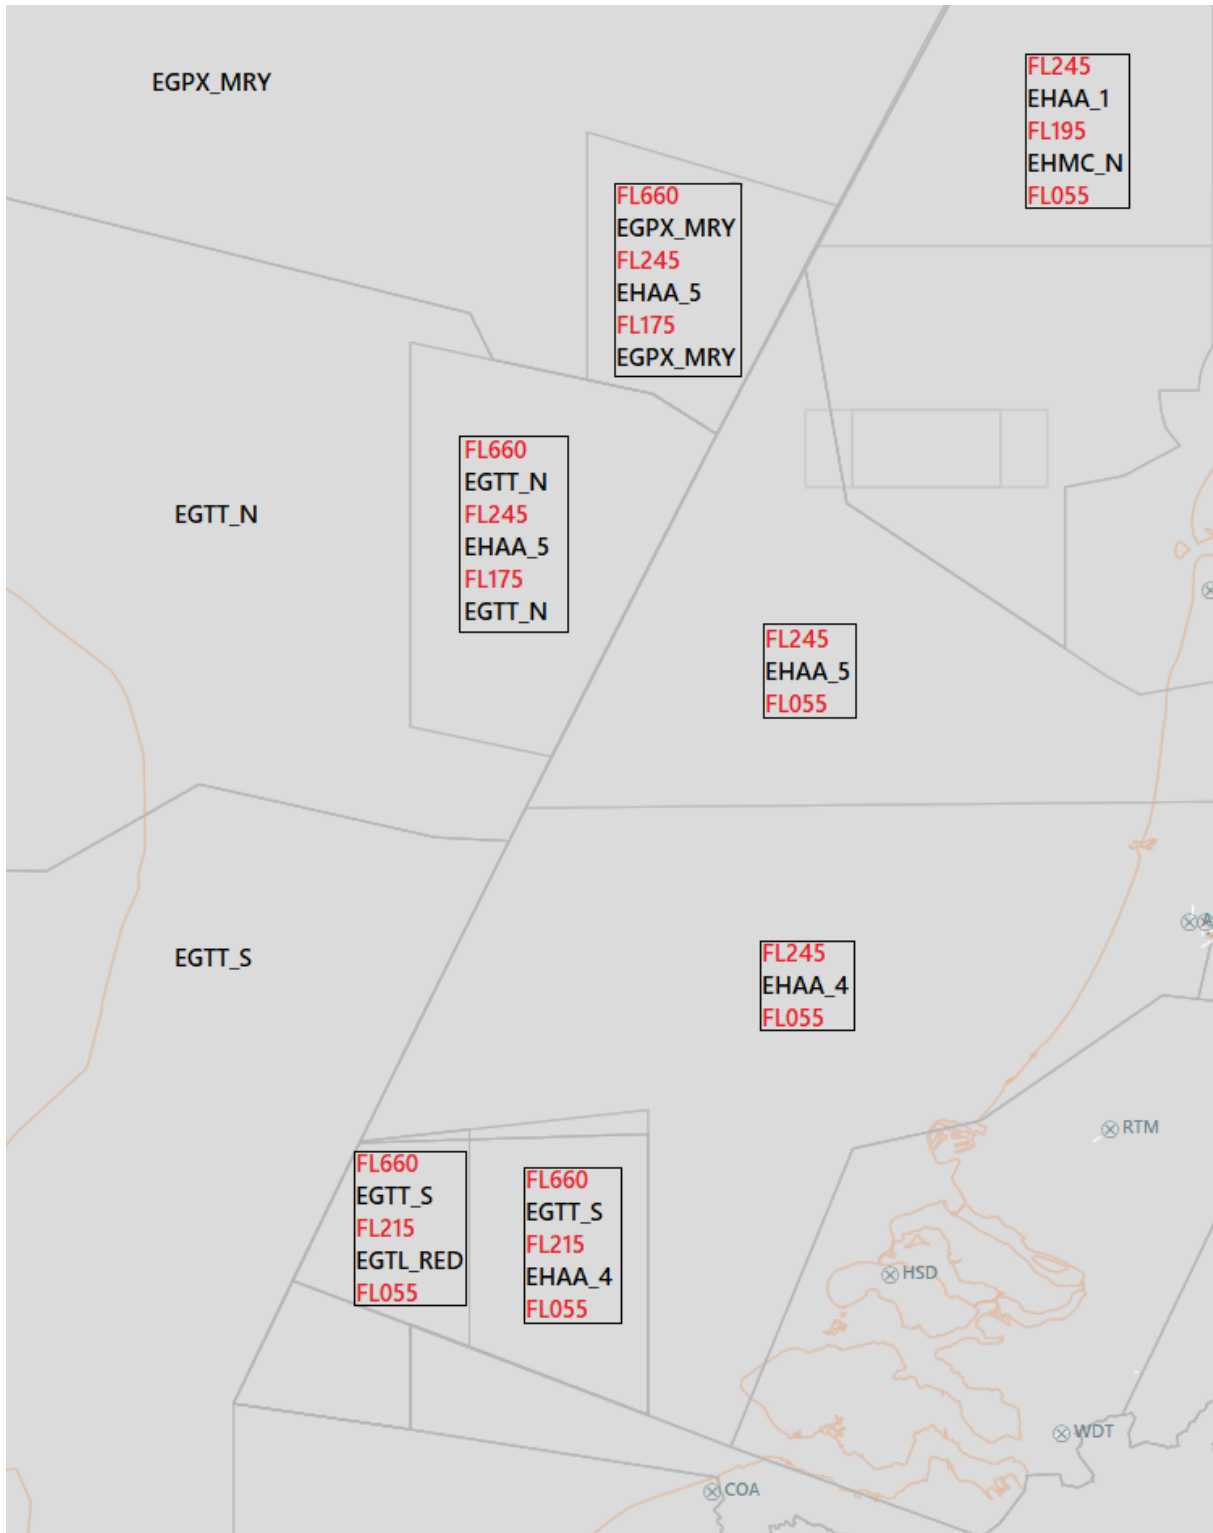 EGPX_MRY
FL245
EHAA_1
FL195
EHMC_N
FL055
FL660
EGPX_MRY
FL245
EHAA_5
FL175
EGPX_MRY
FL660
EGTT_N
FL245
EHAA_5
FL175
EGTT_N
EGTT_N
FL245
EHAA_5
FL055
EGTT_S
FL245
EHAA_4
FL055
RTM
FL660
EGTT_S
FL215
EGTL_RED
FL055
FL660
EGTT_S
FL215
EHAA_4
FL055
HSD
WDT
COA